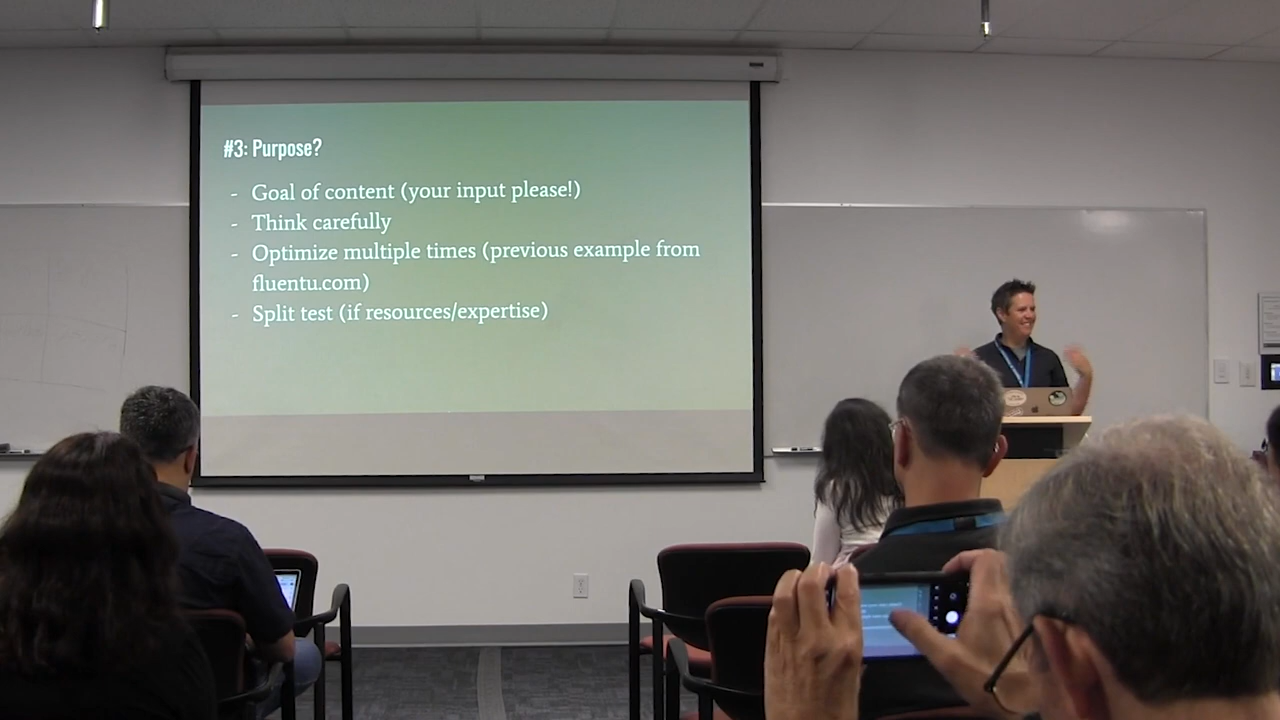 #3: Purpose?
- Goal of content (your input please!)
- Think carefully
- Optimize multiple times (previous example from
fluentu.com)
- Split test (if resources/expertise)